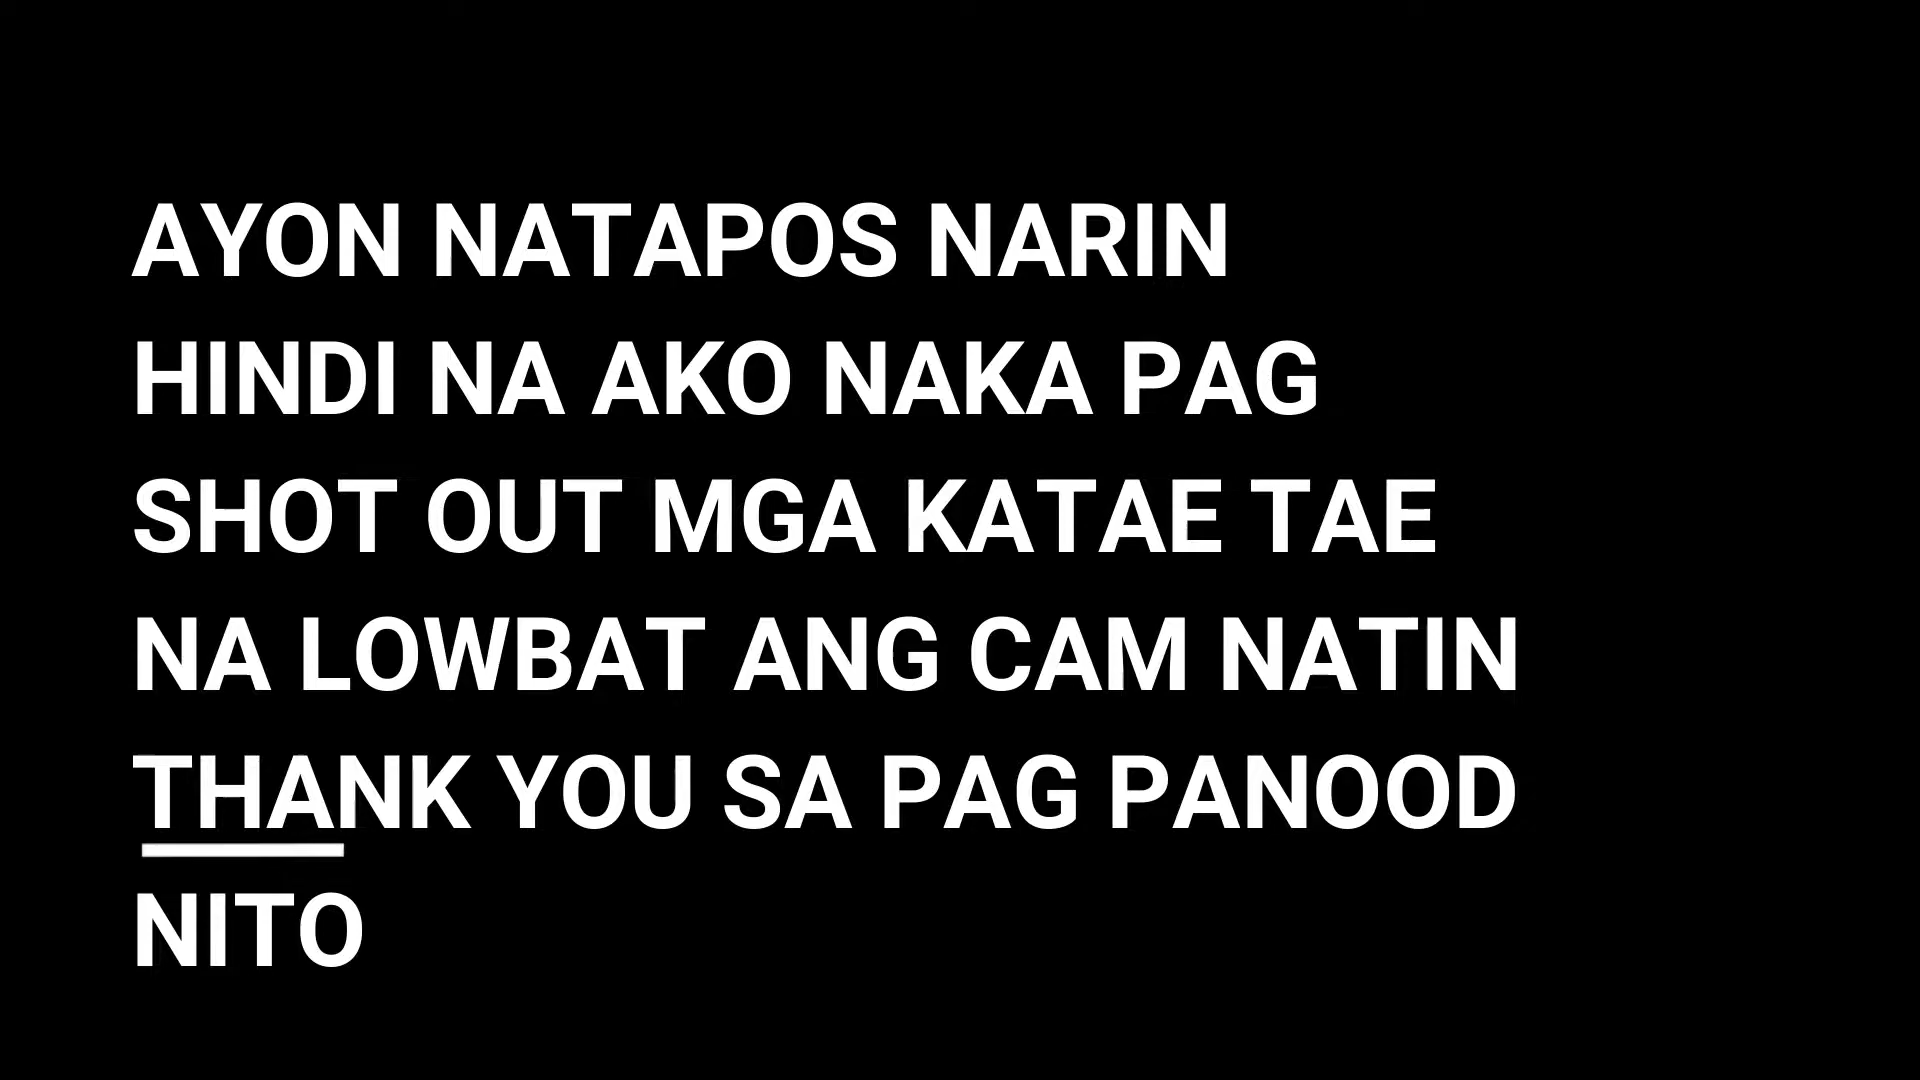 AYON NATAPOS NARIN
HINDI NA AKO NAKA PAG
SHOT OUT MGA KATAE TAE
NA LOWBAT ANG CAM NATIN
THANK YOU SA PAG PANOOD
NITO